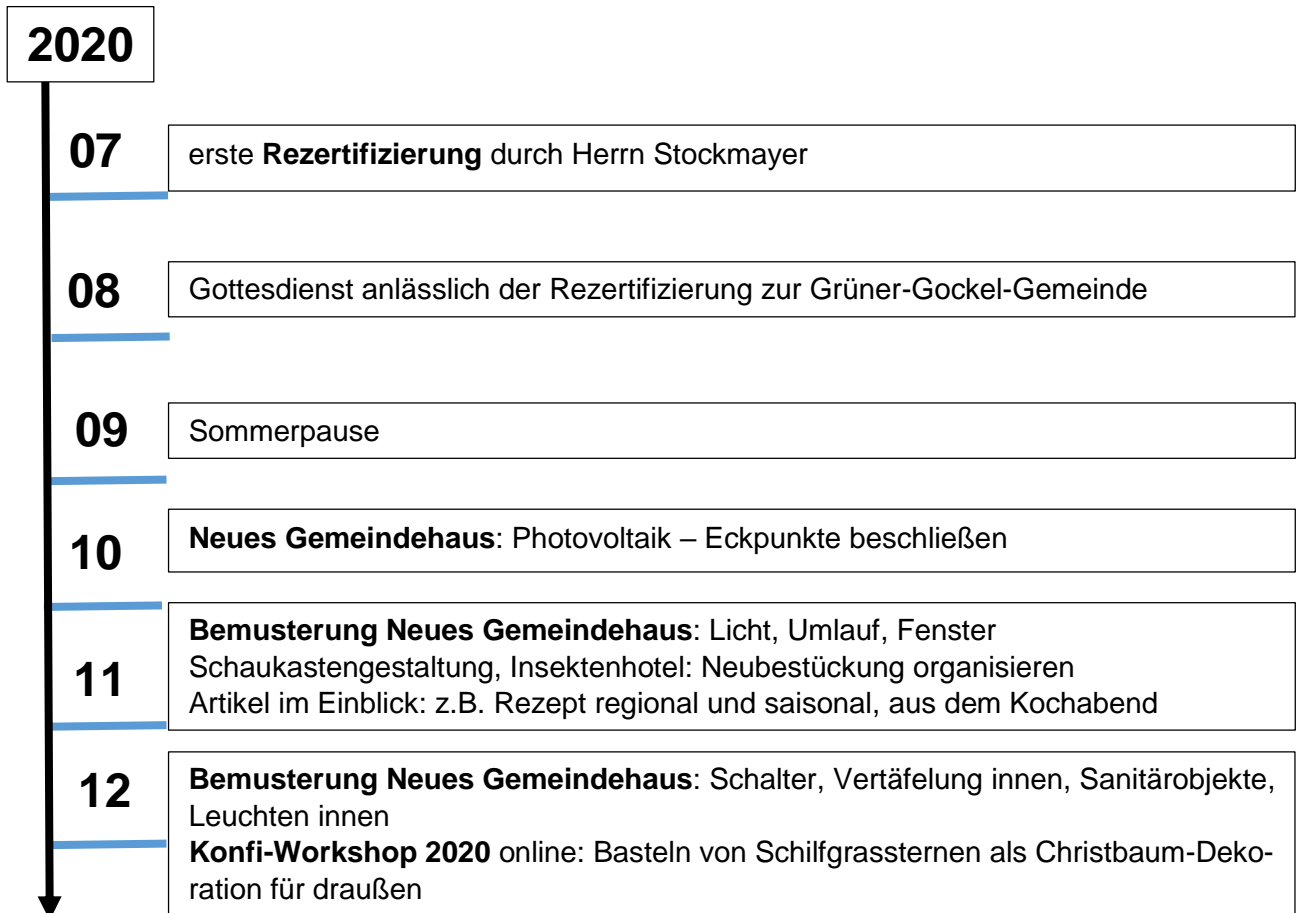 2020
07
erste Rezertifizierung durch Herrn Stockmayer
08
Gottesdienst anlässlich der Rezertifizierung zur Grüner-Gockel-Gemeinde
09
Sommerpause
10
Neues Gemeindehaus: Photovoltaik – Eckpunkte beschließen
11
Bemusterung Neues Gemeindehaus: Licht, Umlauf, Fenster
Schaukastengestaltung, Insektenhotel: Neubestückung organisieren
Artikel im Einblick: z.B. Rezept regional und saisonal, aus dem Kochabend
12
Bemusterung Neues Gemeindehaus: Schalter, Vertäfelung innen, Sanitärobjekte,
Leuchten innen
Konfi-Workshop 2020 online: Basteln von Schilfgrassternen als Christbaum-Deko-
ration für draußen